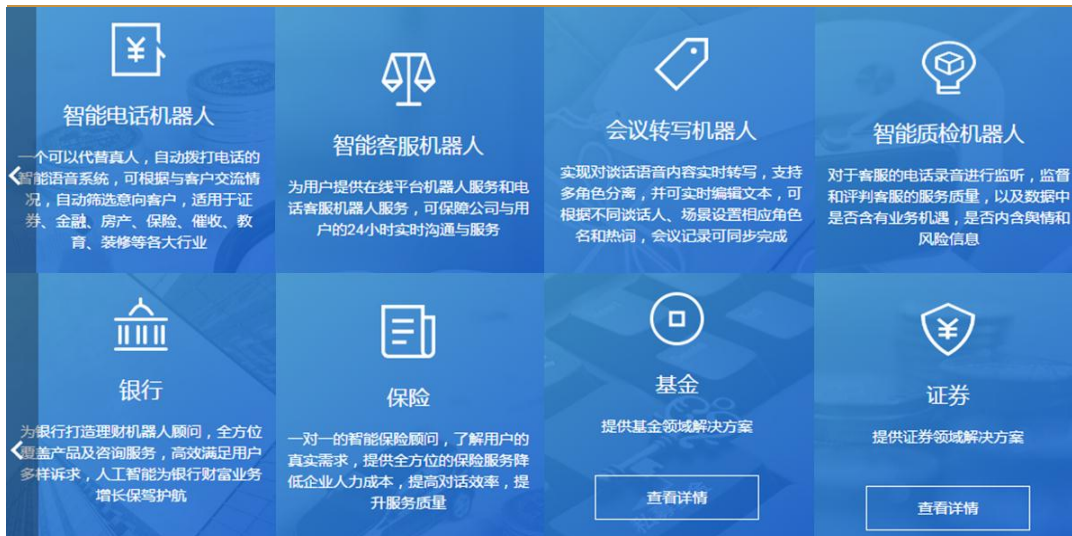 智能电话机器人
一个可以代替真人，自动拨打电话的
智能语音系统，可根据与客户交流情
况，自动筛选意向客户，适用于证
券、金融、房产、保险、催收、教
育、装修等各大行业
智能客服机器人
为用户提供在线平台机器人服务和电
话客服机器人服务，可保障公司与用
户的24小时实时沟通与服务
会议转写机器人
实现对谈话语音内容实时转写，支持
多角色分离，并可实时编辑文本，可
根据不同谈话人、场景设置相应角色
名和热词，会议记录可同步完成
智能质检机器人
对于客服的电话录音进行监听，监督
和评判客服的服务质量，以及数据中
是否含有业务机遇，是否内含舆情和
风险信息
银行
为银行打造理财机器人顾问，全方位
覆盖产品及咨询服务，高效满足用户
多样诉求，人工智能为银行财富业务
增长保驾护航
保险
一对一的智能保险顾问，了解用户的
真实需求，提供全方位的保险服务降
低企业人力成本，提高对话效率，提
升服务质量
基金
提供基金领域解决方案
查看详情
证券
提供证券领域解决方案
查看详情